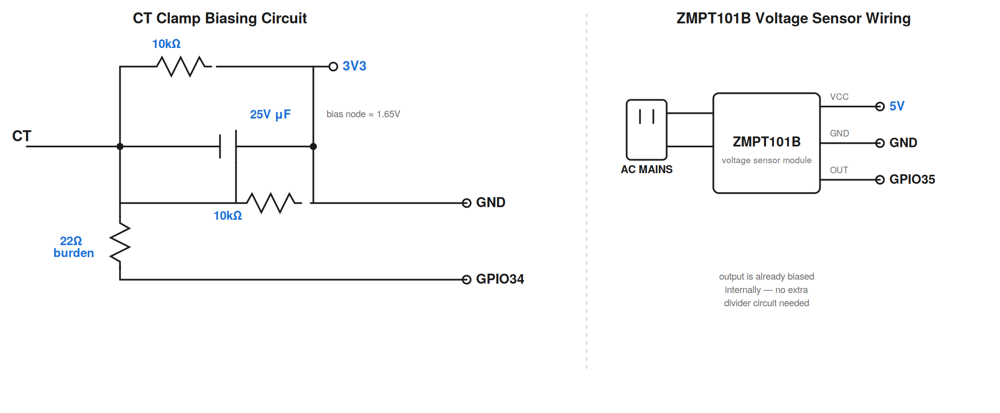 CT Clamp Biasing Circuit
10kΩ
3V3
25V µF
bias node ≈ 1.65V
CT
10kΩ
GND
22Ω
burden
GPIO34
ZMPT101B Voltage Sensor Wiring
VCC
5V
ZMPT101B
voltage sensor module
GND
GND
AC MAINS
OUT
GPIO35
output is already biased
internally — no extra
divider circuit needed